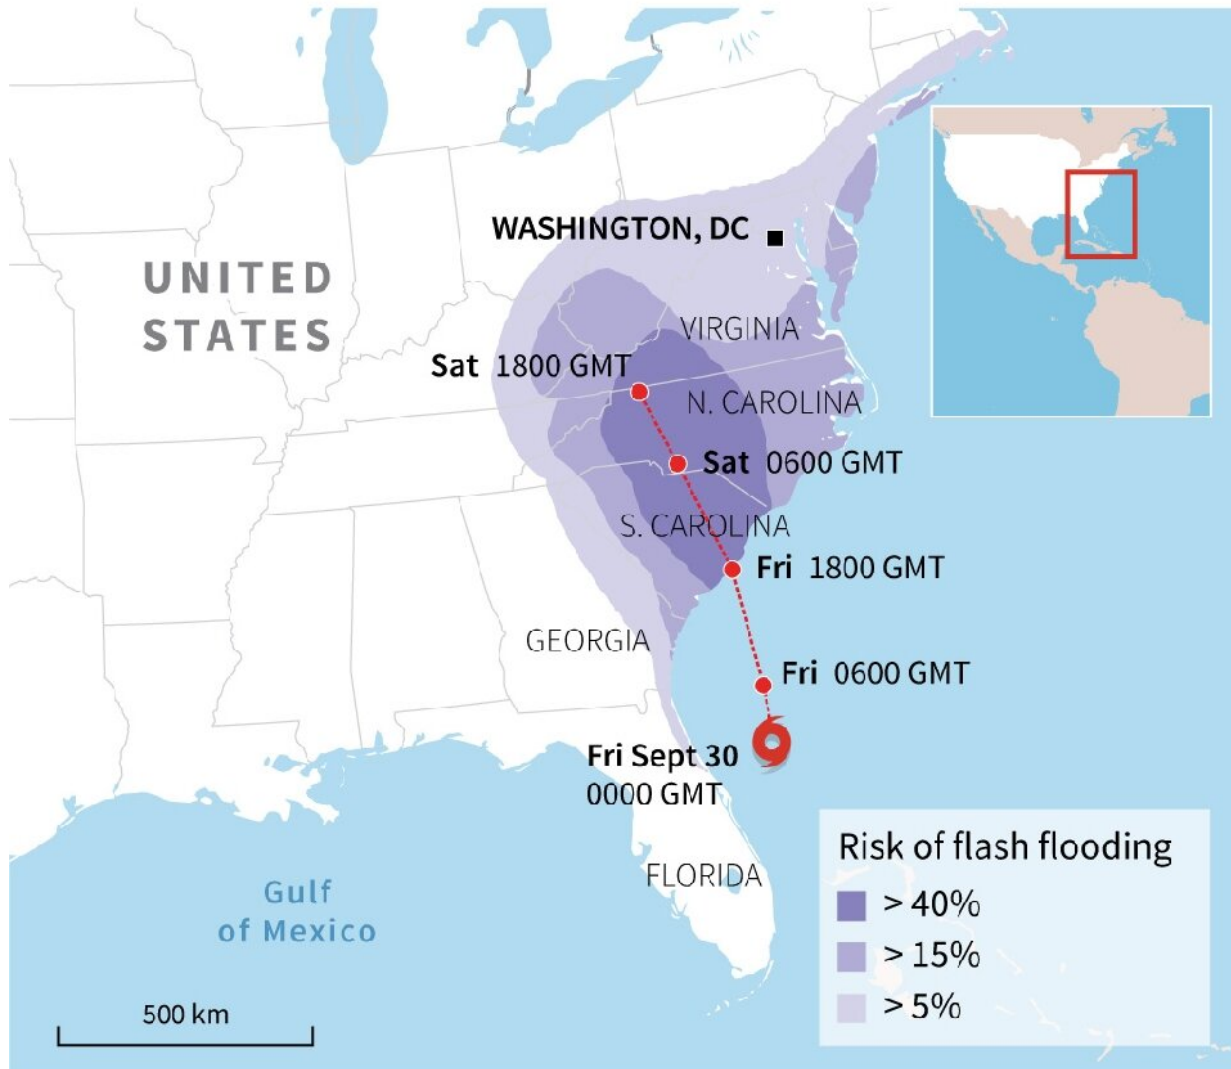 WASHINGTON, DC
UNITED
STATES
VIRGINIA
Sat 1800 GMT
N. CAROLINA
Sat 0600 GMT
S. CAROLINA
Fri 1800 GMT
GEORGIA
Fri 0600 GMT
Fri Sept 30
0000 GMT
FLORIDA
Gulf
of Mexico
500 km
Risk of flash flooding
> 40%
> 15%
> 5%